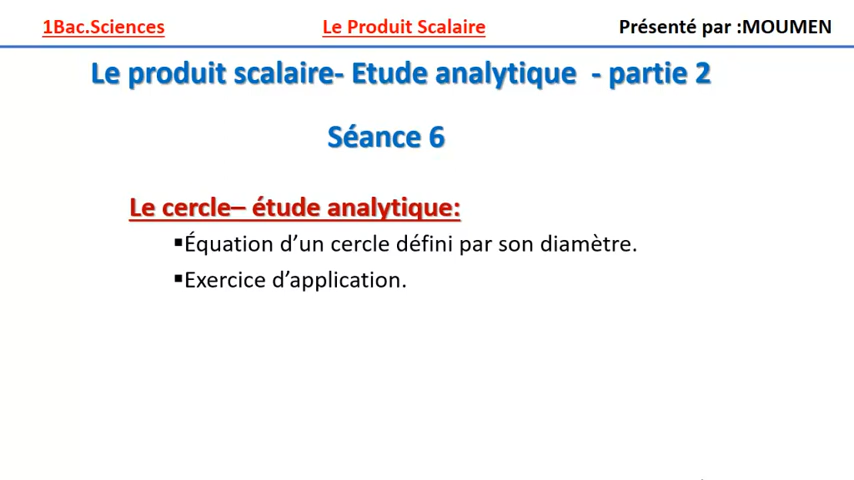 1Bac.Sciences Le Produit Scalaire Présenté par :MOUMEN
Le produit scalaire- Etude analytique - partie 2
Séance 6
Le cercle– étude analytique:
▪Équation d’un cercle défini par son diamètre.
▪Exercice d’application.